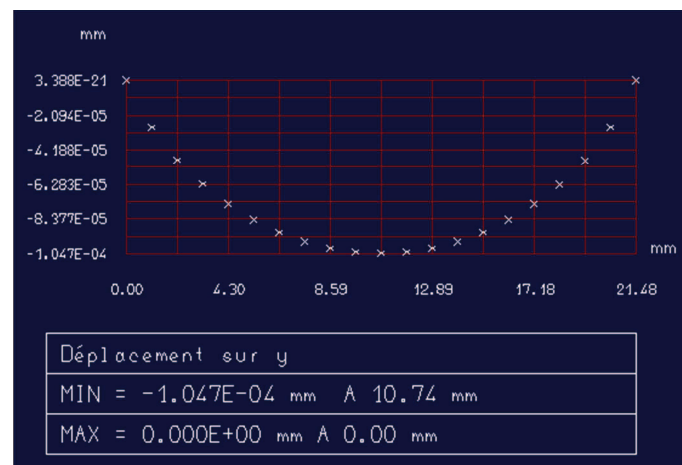 mm
3.388E-21
-2.094E-05
-4.188E-05
-6.283E-05
-8.377E-05
-1.047E-04
mm
0.00 4.30 8.59 12.89 17.18 21.48
Déplacement sur y
MIN = -1.047E-04 mm A 10.74 mm
MAX = 0.000E+00 mm A 0.00 mm